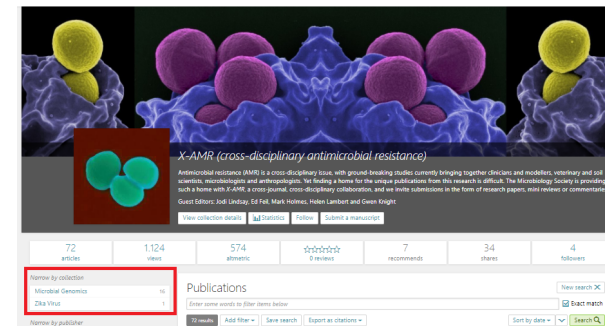 X-AMR (cross-disciplinary antimicrobial resistance)
Antimicrobial resistance (AMR) is a cross-disciplinary issue, with ground-breaking studies currently bringing together clinicians and modellers, veterinary and soil
scientists, microbiologists and anthropologists. Yet finding a home for the unique publications from this research is difficult. The Microbiology Society is providing
such a home with X-AMR, a cross-journal, cross-disciplinary collaboration, and we invite submissions in the form of research papers, mini reviews or commentaries
Guest Editors: Jodi Lindsay, Ed Feil, Mark Holmes, Helen Lambert and Gwen Knight
View collection details Statistics Follow Submit a manuscript
72 1,124 574 7 34 4
articles views altmetric 0 reviews recommends shares followers
Narrow by collection
Microbial Genomics 16
Zika Virus 1
Narrow by publisher
Publications
New search X
Enter some words to filter items below
Exact match
72 results Add filter Save search Export as citations Sort by date Search